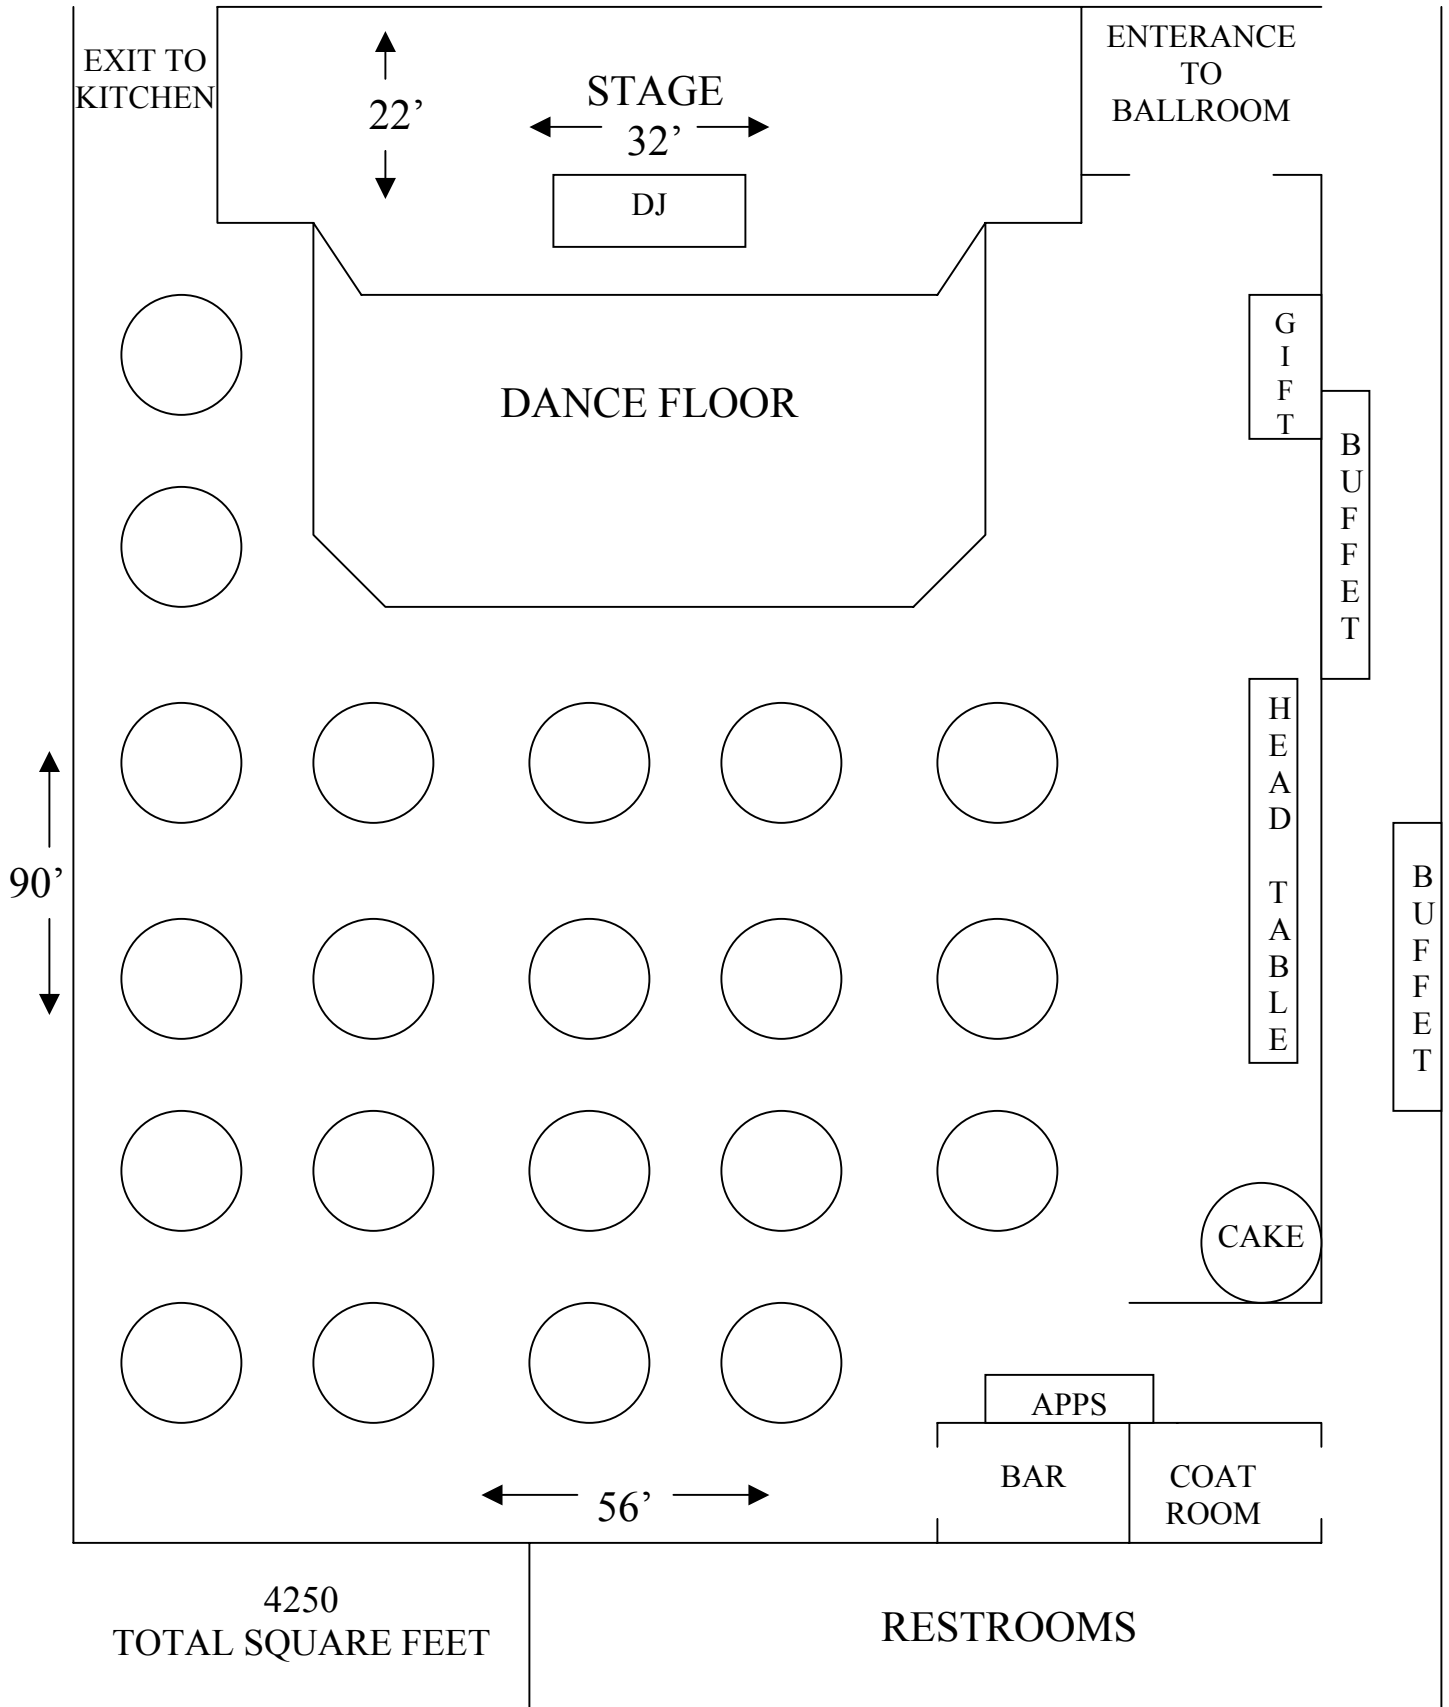 EXIT TO
KITCHEN
22’
STAGE
32’
DJ
ENTERANCE
TO
BALLROOM
GIFT
DANCE FLOOR
BUFFET
HEAD TABLE
90’
BUFFET
CAKE
APPS
BAR
COAT
ROOM
56’
4250
TOTAL SQUARE FEET
RESTROOMS